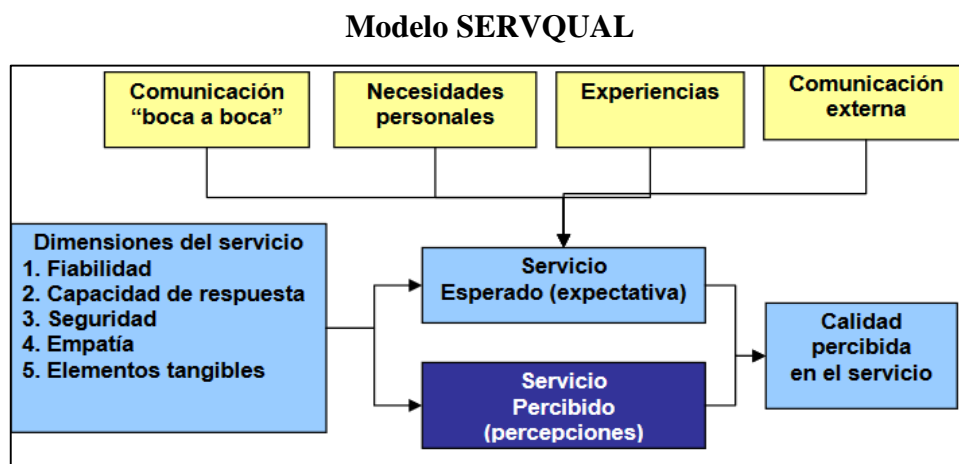 Modelo SERVQUAL
Comunicación
“boca a boca”
Necesidades
personales
Experiencias
Comunicación
externa
Dimensiones del servicio
1. Fiabilidad
2. Capacidad de respuesta
3. Seguridad
4. Empatía
5. Elementos tangibles
Servicio
Esperado (expectativa)
Servicio
Percibido
(percepciones)
Calidad
percibida
en el servicio